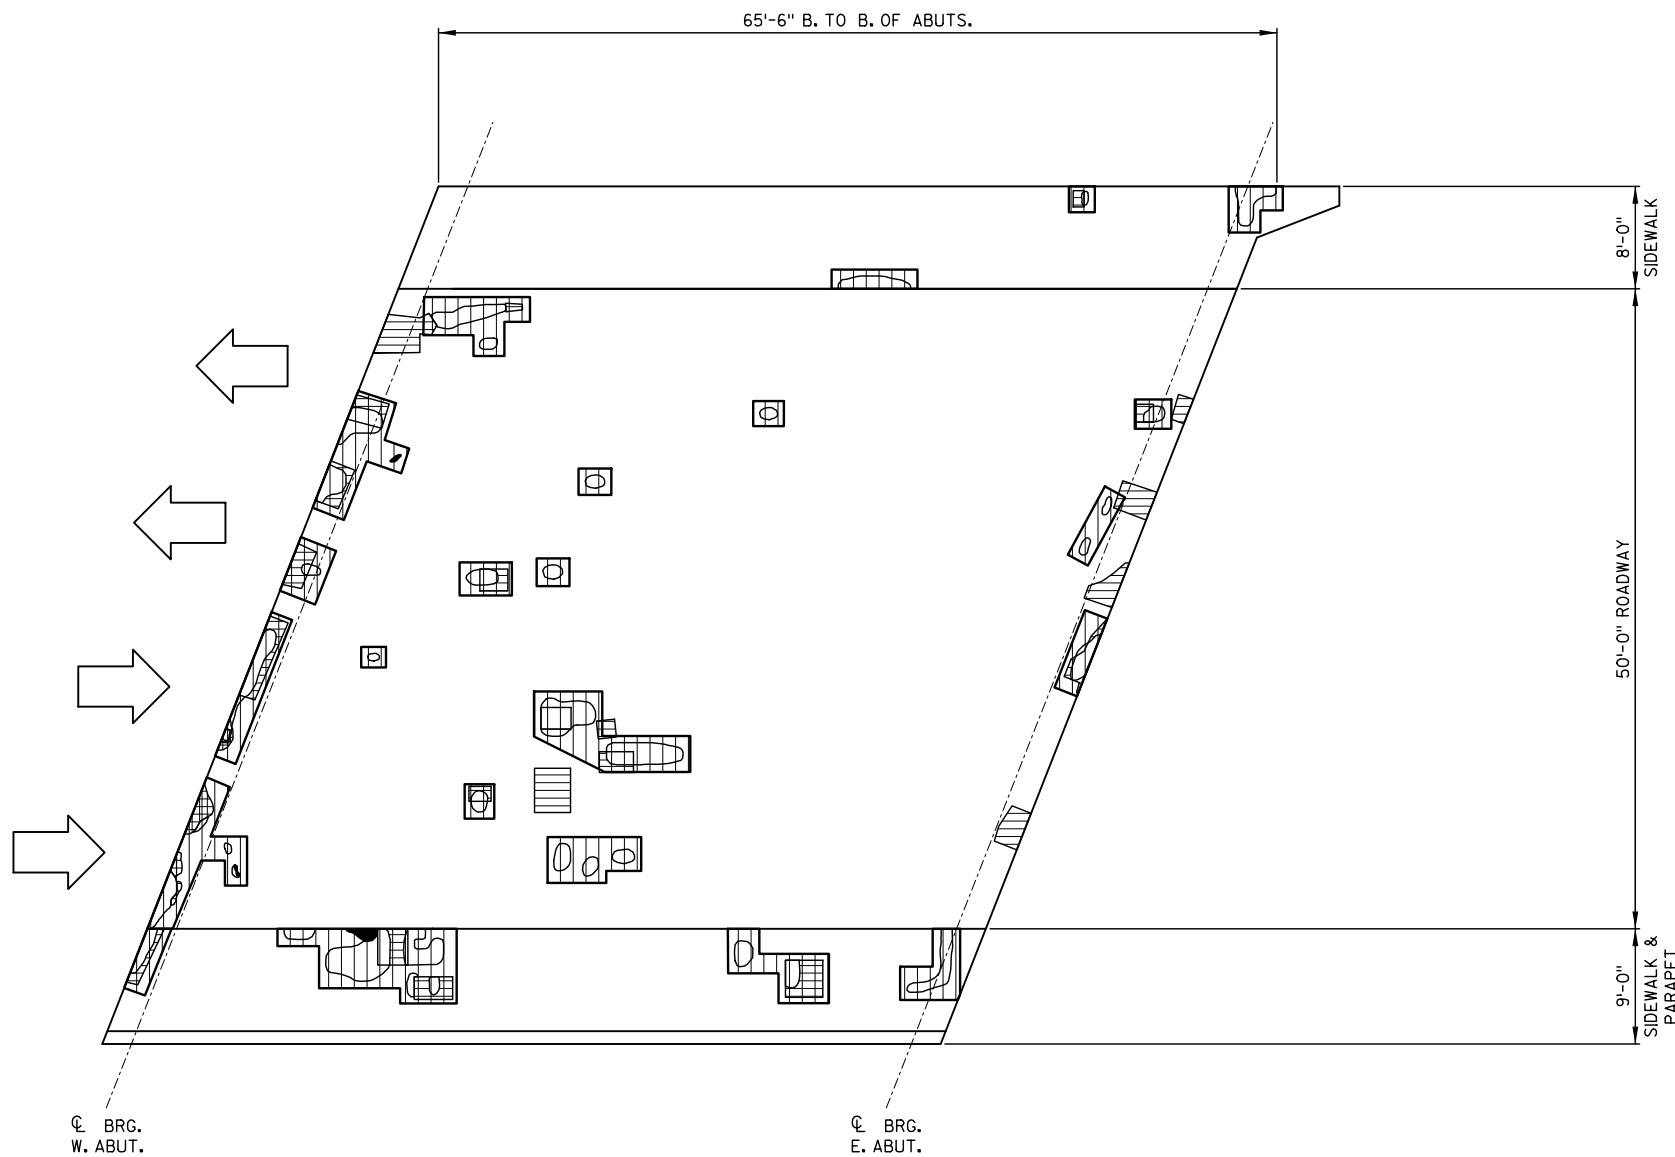 65'-6" B. TO B. OF ABUTS.
8'-0"
SIDEWALK
50'-0" ROADWAY
9'-0"
SIDEWALK &
PARAPET
℄ BRG.
W. ABUT.
℄ BRG.
E. ABUT.